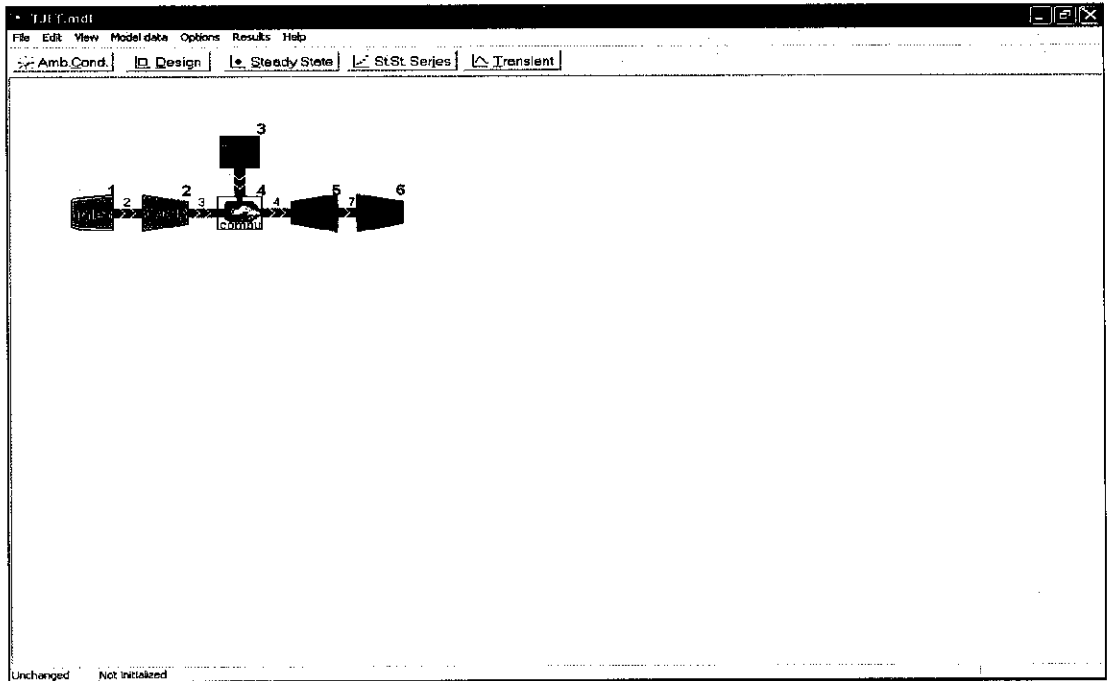 TJET.mdl
File Edit View Model data Options Results Help
Amb.Cond. Design Steady State St.St. Series Transient
3
1 2 4 5 6
2 3 4 7
combu
Unchanged Not Initialized